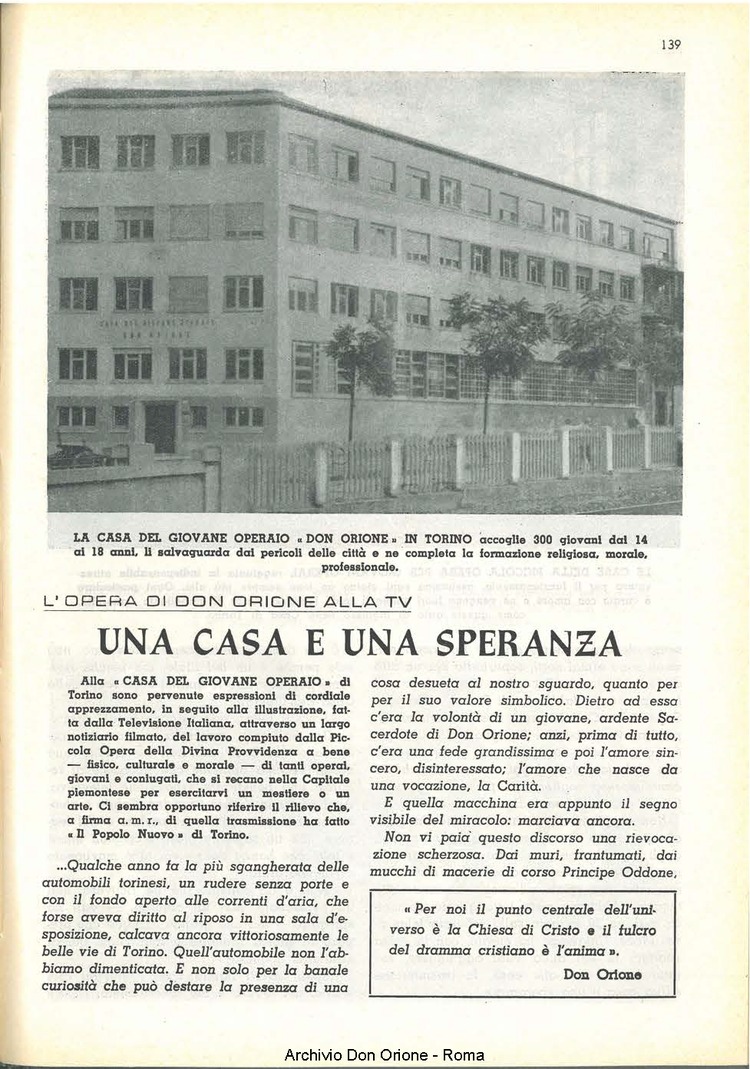 139
CASA DEL GIOVANE OPERAIO
DON ORIONE
LA CASA DEL GIOVANE OPERAIO « DON ORIONE » IN TORINO accoglie 300 giovani dai 14
ai 18 anni, li salvaguarda dai pericoli delle città e ne completa la formazione religiosa, morale,
professionale.
L'OPERA DI DON ORIONE ALLA TV
UNA CASA E UNA SPERANZA
Alla « CASA DEL GIOVANE OPERAIO » di
Torino sono pervenute espressioni di cordiale
apprezzamento, in seguito alla illustrazione, fat-
ta dalla Televisione Italiana, attraverso un largo
notiziario filmato, del lavoro compiuto dalla Pic-
cola Opera della Divina Provvidenza a bene
— fisico, culturale e morale — di tanti operai,
giovani e coniugati, che si recano nella Capitale
piemontese per esercitarvi un mestiere o un
arte. Ci sembra opportuno riferire il rilievo che,
a firma a. m. r., di quella trasmissione ha fatto
« Il Popolo Nuovo » di Torino.
...Qualche anno fa la più sgangherata delle
automobili torinesi, un rudere senza porte e
con il fondo aperto alle correnti d'aria, che
forse aveva diritto al riposo in una sala d'e-
sposizione, calcava ancora vittoriosamente le
belle vie di Torino. Quell'automobile non l'ab-
biamo dimenticata. E non solo per la banale
curiosità che può destare la presenza di una
cosa desueta al nostro sguardo, quanto per
per il suo valore simbolico. Dietro ad essa
c'era la volontà di un giovane, ardente Sa-
cerdote di Don Orione; anzi, prima di tutto,
c'era una fede grandissima e poi l'amore sin-
cero, disinteressato; l'amore che nasce da
una vocazione, la Carità.
E quella macchina era appunto il segno
visibile del miracolo: marciava ancora.
Non vi paia questo discorso una rievoca-
zione scherzosa. Dai muri, frantumati, dai
mucchi di macerie di corso Principe Oddone,
« Per noi il punto centrale dell'uni-
verso è la Chiesa di Cristo e il fulcro
del dramma cristiano è l'anima ».
Don Orione
Archivio Don Orione - Roma